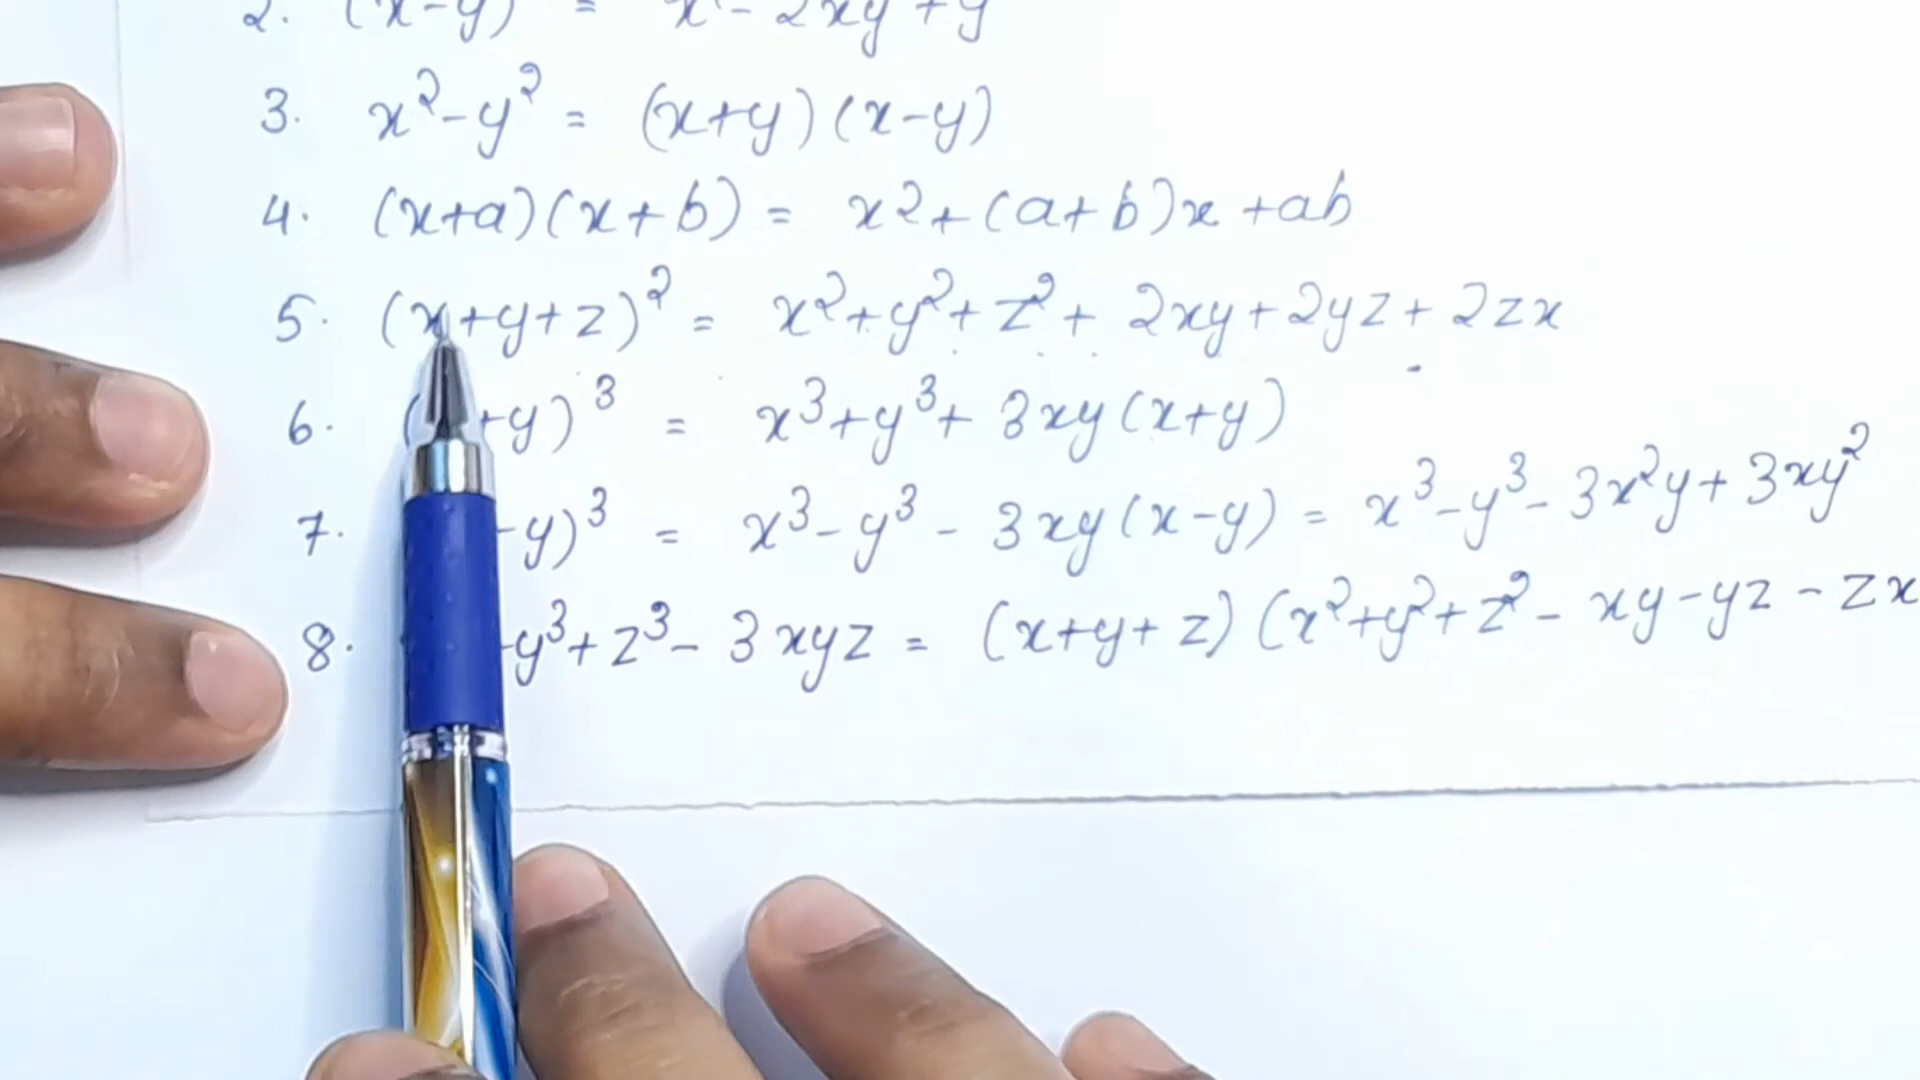 2. (x-y) = x - 2xy + y
3. x² - y² = (x+y)(x-y)
4. (x+a)(x+b) = x² + (a+b)x + ab
5. (x+y+z)² = x² + y² + z² + 2xy + 2yz + 2zx
6. ( +y)³ = x³ + y³ + 3xy(x+y)
7. -y)³ = x³ - y³ - 3xy(x-y) = x³ - y³ - 3x²y + 3xy²
8. y³ + z³ - 3xyz = (x+y+z)(x² + y² + z² - xy - yz - zx